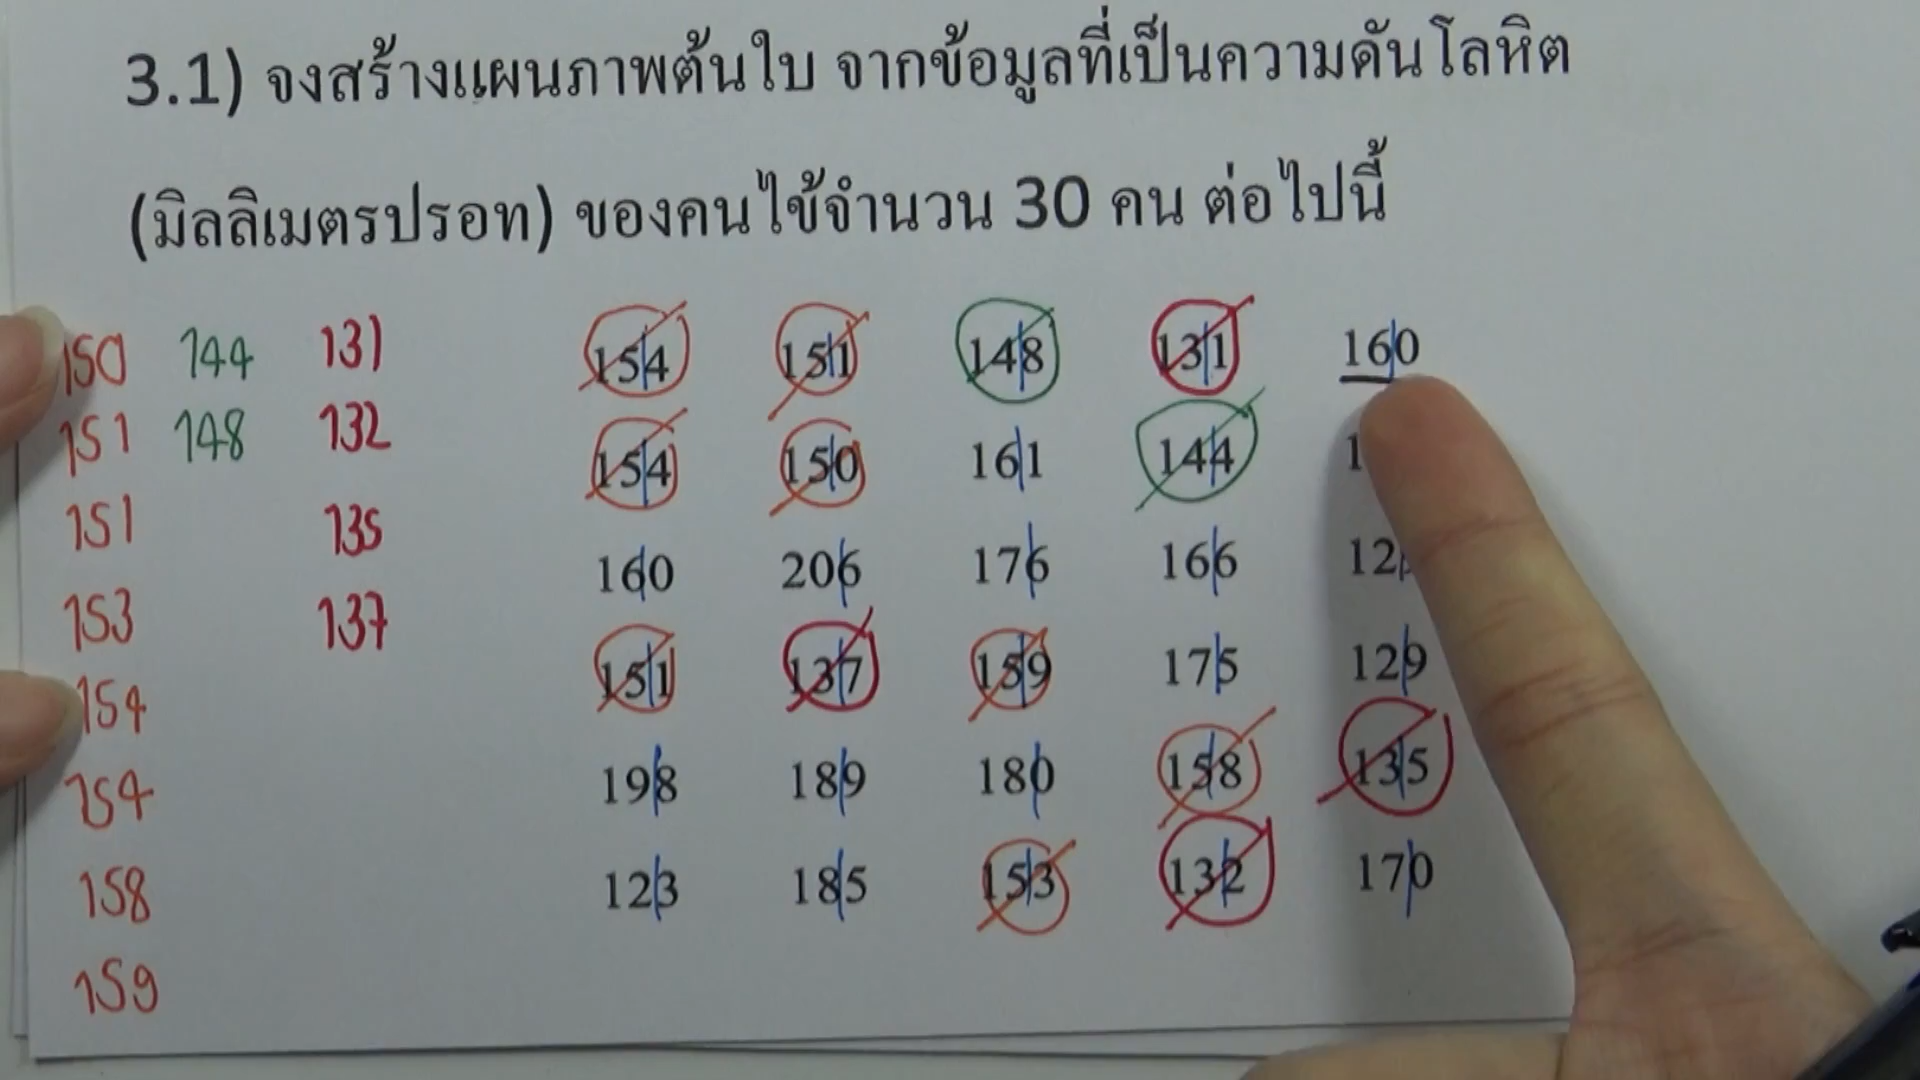 3.1) จงสร้างแผนภาพต้นใบ จากข้อมูลที่เป็นความดันโลหิต
(มิลลิเมตรปรอท) ของคนไข้จำนวน 30 คน ต่อไปนี้
150 144 131 154 151 148 131 160
151 148 132 154 150 161 144
151 135 160 206 176 166
153 137 151 137 159 175 129
154 198 189 180 158 135
154 123 185 153 132 170
158
159